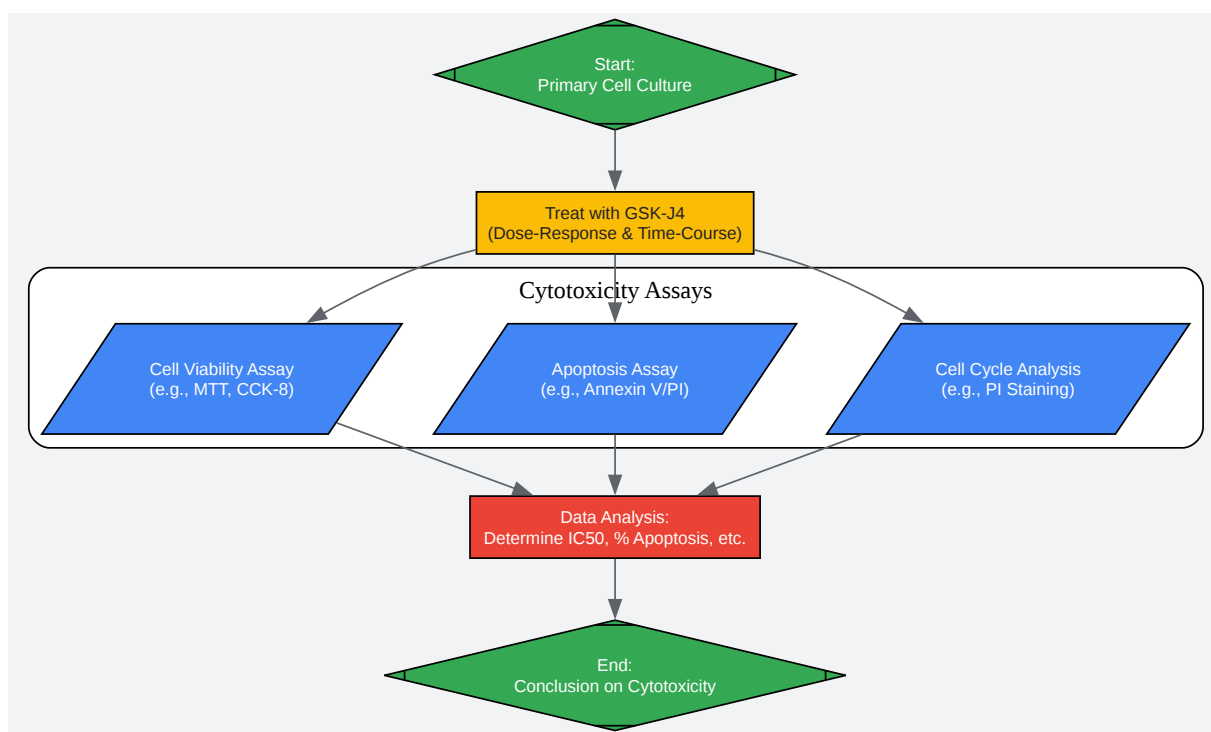 Start:
Primary Cell Culture
Treat with GSK-J4
(Dose-Response & Time-Course)
Cytotoxicity Assays
Cell Viability Assay
(e.g., MTT, CCK-8)
Apoptosis Assay
(e.g., Annexin V/PI)
Cell Cycle Analysis
(e.g., PI Staining)
Data Analysis:
Determine IC50, % Apoptosis, etc.
End:
Conclusion on Cytotoxicity